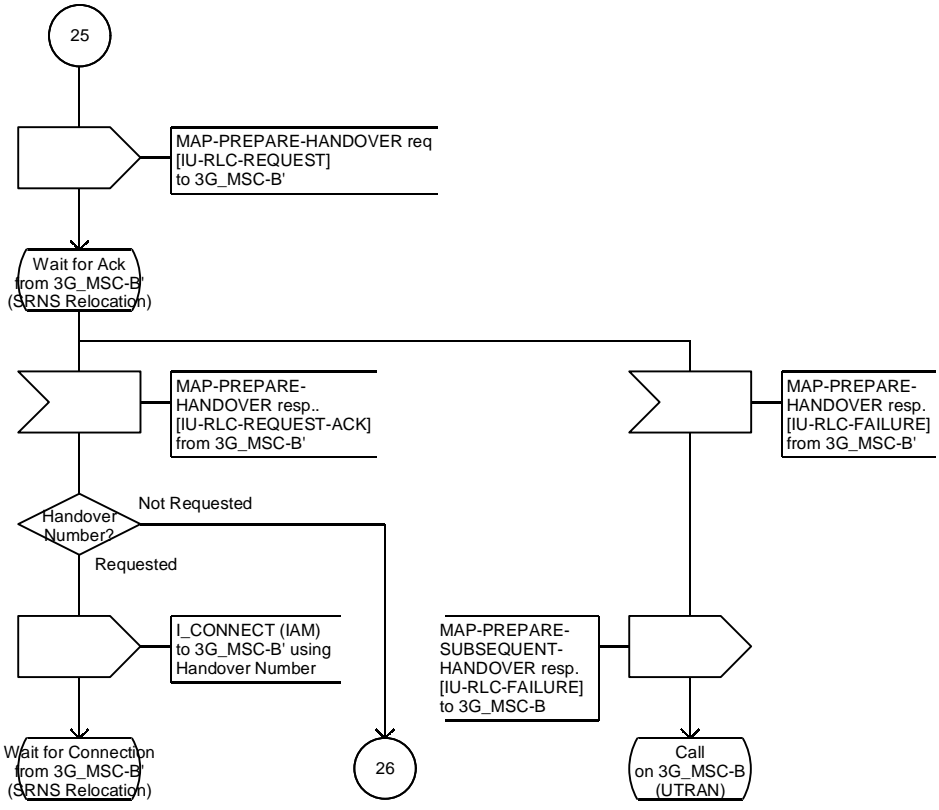 25
MAP-PREPARE-HANDOVER req
[IU-RLC-REQUEST]
to 3G_MSC-B'
Wait for Ack
from 3G_MSC-B'
(SRNS Relocation)
MAP-PREPARE-
HANDOVER resp..
[IU-RLC-REQUEST-ACK]
from 3G_MSC-B'
MAP-PREPARE-
HANDOVER resp.
[IU-RLC-FAILURE]
from 3G_MSC-B'
Handover
Number?
Not Requested
Requested
I_CONNECT (IAM)
to 3G_MSC-B' using
Handover Number
MAP-PREPARE-
SUBSEQUENT-
HANDOVER resp.
[IU-RLC-FAILURE]
to 3G_MSC-B
Wait for Connection
from 3G_MSC-B'
(SRNS Relocation)
26
Call
on 3G_MSC-B
(UTRAN)